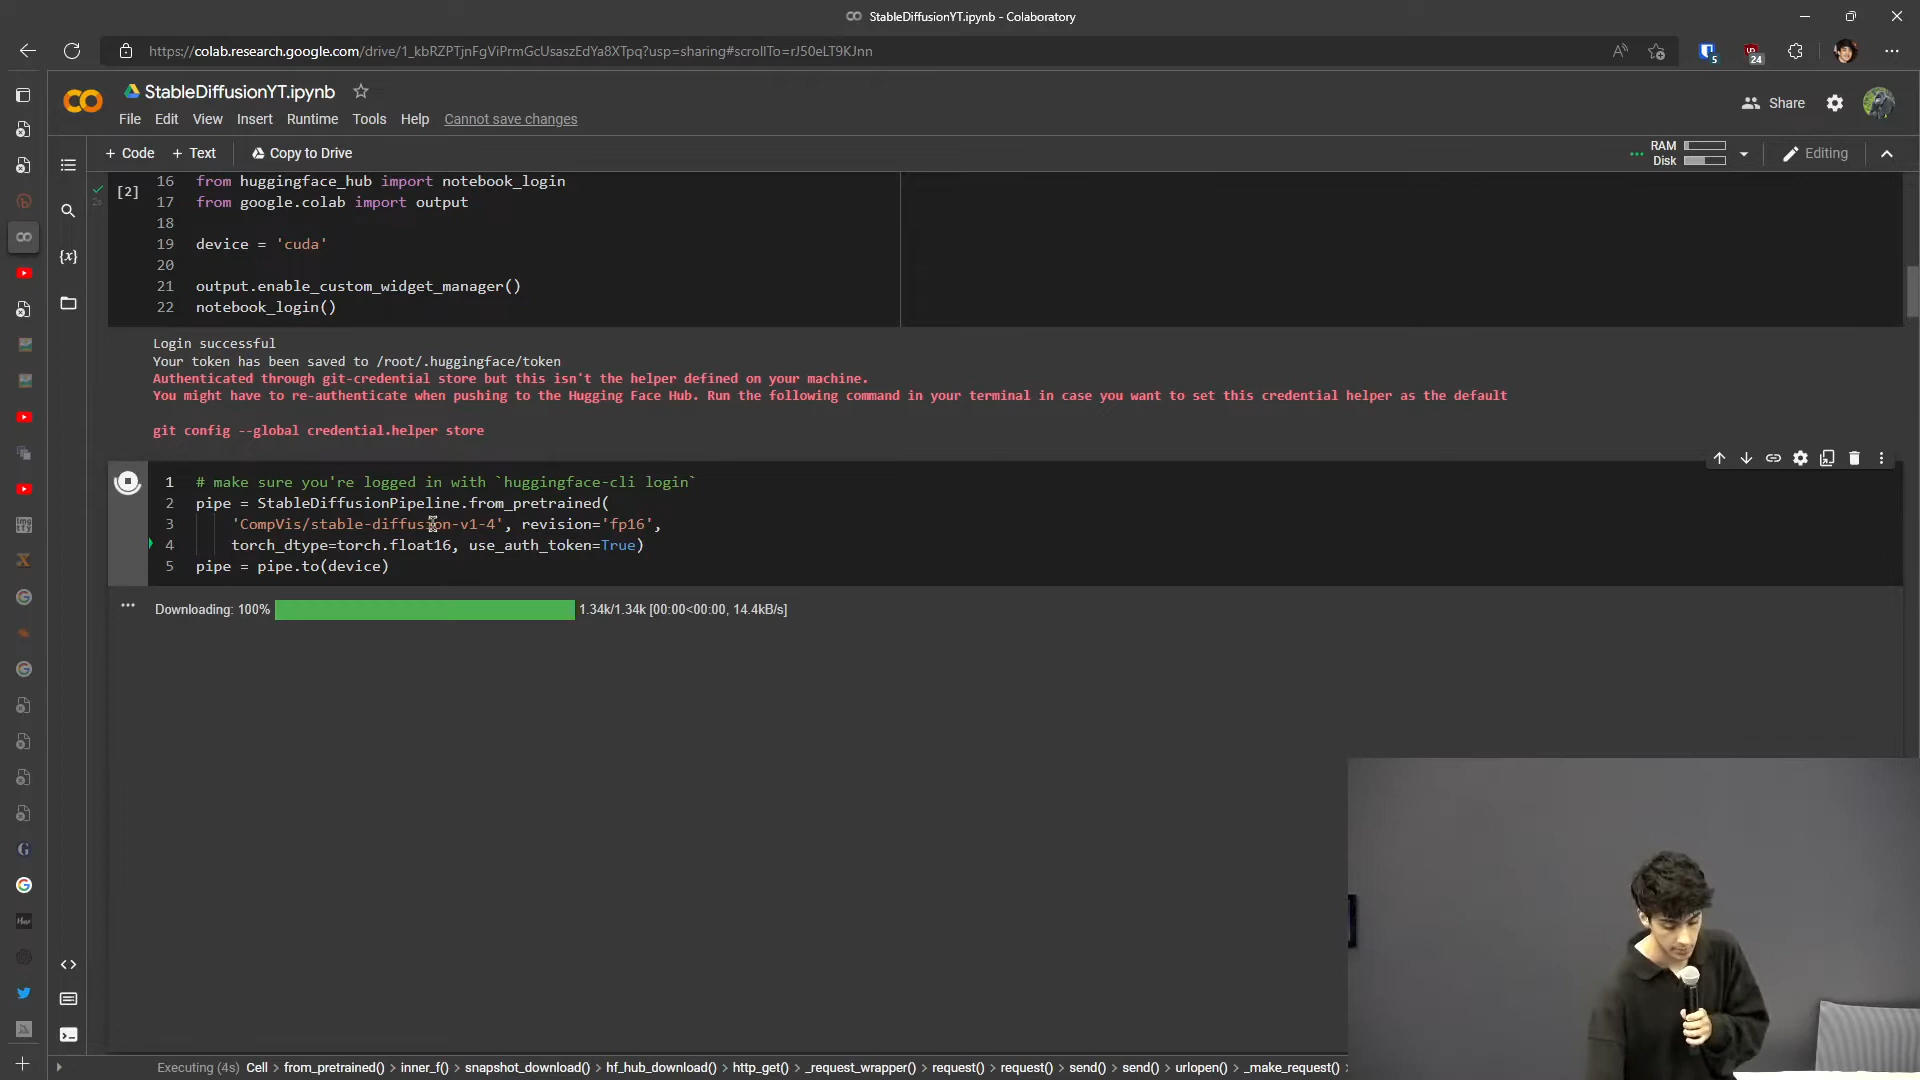 StableDiffusionYT.ipynb - Colaboratory
https://colab.research.google.com/drive/1_kbRZPTjnFgViPrmGcUsaszEdYa8XTpq?usp=sharing#scrollTo=rJ50eLT9KJnn
5
24
StableDiffusionYT.ipynb
Share
File Edit View Insert Runtime Tools Help Cannot save changes
+ Code + Text Copy to Drive
RAM
Disk
Editing
[2]
16 from huggingface_hub import notebook_login
17 from google.colab import output
18
19 device = 'cuda'
20
21 output.enable_custom_widget_manager()
22 notebook_login()
Login successful
Your token has been saved to /root/.huggingface/token
Authenticated through git-credential store but this isn't the helper defined on your machine.
You might have to re-authenticate when pushing to the Hugging Face Hub. Run the following command in your terminal in case you want to set this credential helper as the default
git config --global credential.helper store
1 # make sure you're logged in with `huggingface-cli login`
2 pipe = StableDiffusionPipeline.from_pretrained(
3 'CompVis/stable-diffusion-v1-4', revision='fp16',
4 torch_dtype=torch.float16, use_auth_token=True)
5 pipe = pipe.to(device)
Downloading: 100% 1.34k/1.34k [00:00<00:00, 14.4kB/s]
Executing (4s) Cell from_pretrained() inner_f() snapshot_download() hf_hub_download() http_get() _request_wrapper() request() request() send() send() urlopen() _make_request()